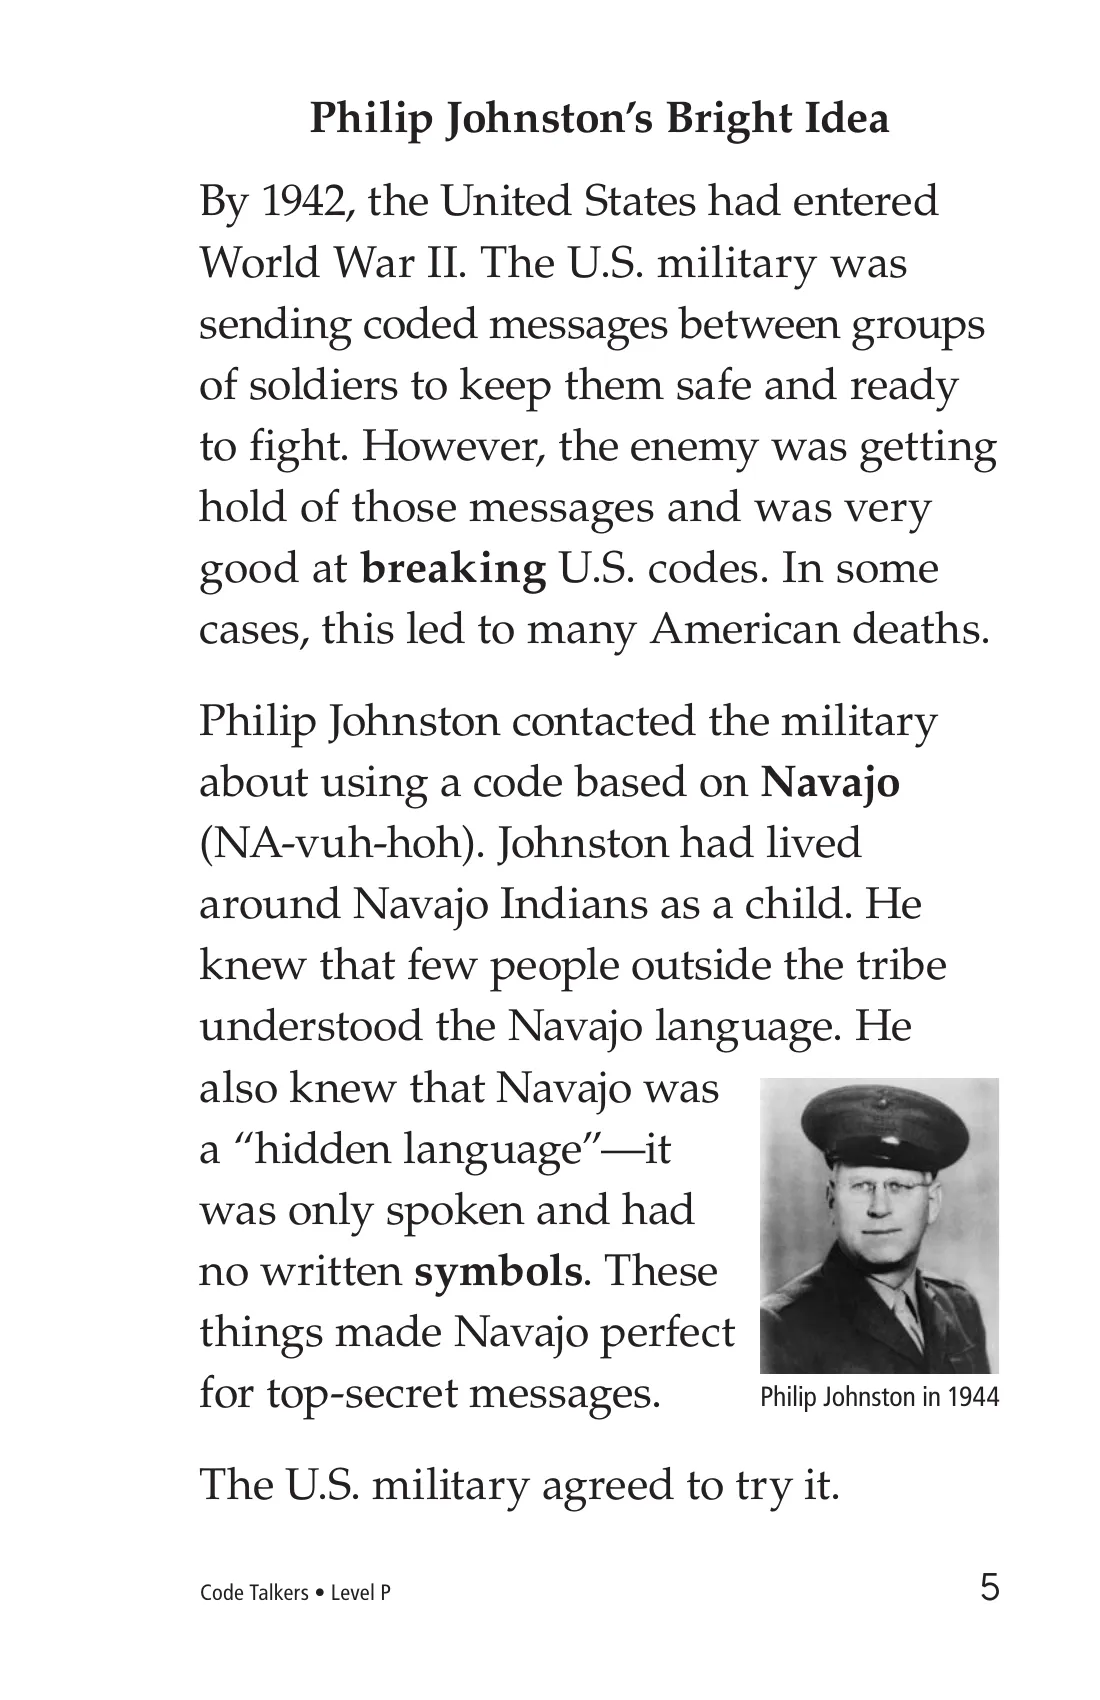 Philip Johnston’s Bright Idea
By 1942, the United States had entered
World War II. The U.S. military was
sending coded messages between groups
of soldiers to keep them safe and ready
to fight. However, the enemy was getting
hold of those messages and was very
good at breaking U.S. codes. In some
cases, this led to many American deaths.
Philip Johnston contacted the military
about using a code based on Navajo
(NA-vuh-hoh). Johnston had lived
around Navajo Indians as a child. He
knew that few people outside the tribe
understood the Navajo language. He
also knew that Navajo was
a “hidden language”—it
was only spoken and had
no written symbols. These
things made Navajo perfect
for top-secret messages.
Philip Johnston in 1944
The U.S. military agreed to try it.
Code Talkers • Level P
5